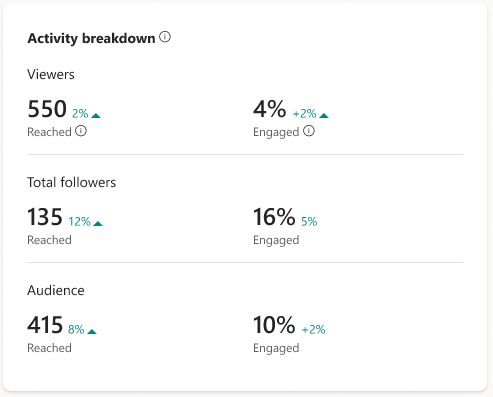 Activity breakdown
Viewers
550 2% ▲ 4% +2% ▲
Reached Engaged
Total followers
135 12% ▲ 16% 5%
Reached Engaged
Audience
415 8% ▲ 10% +2%
Reached Engaged